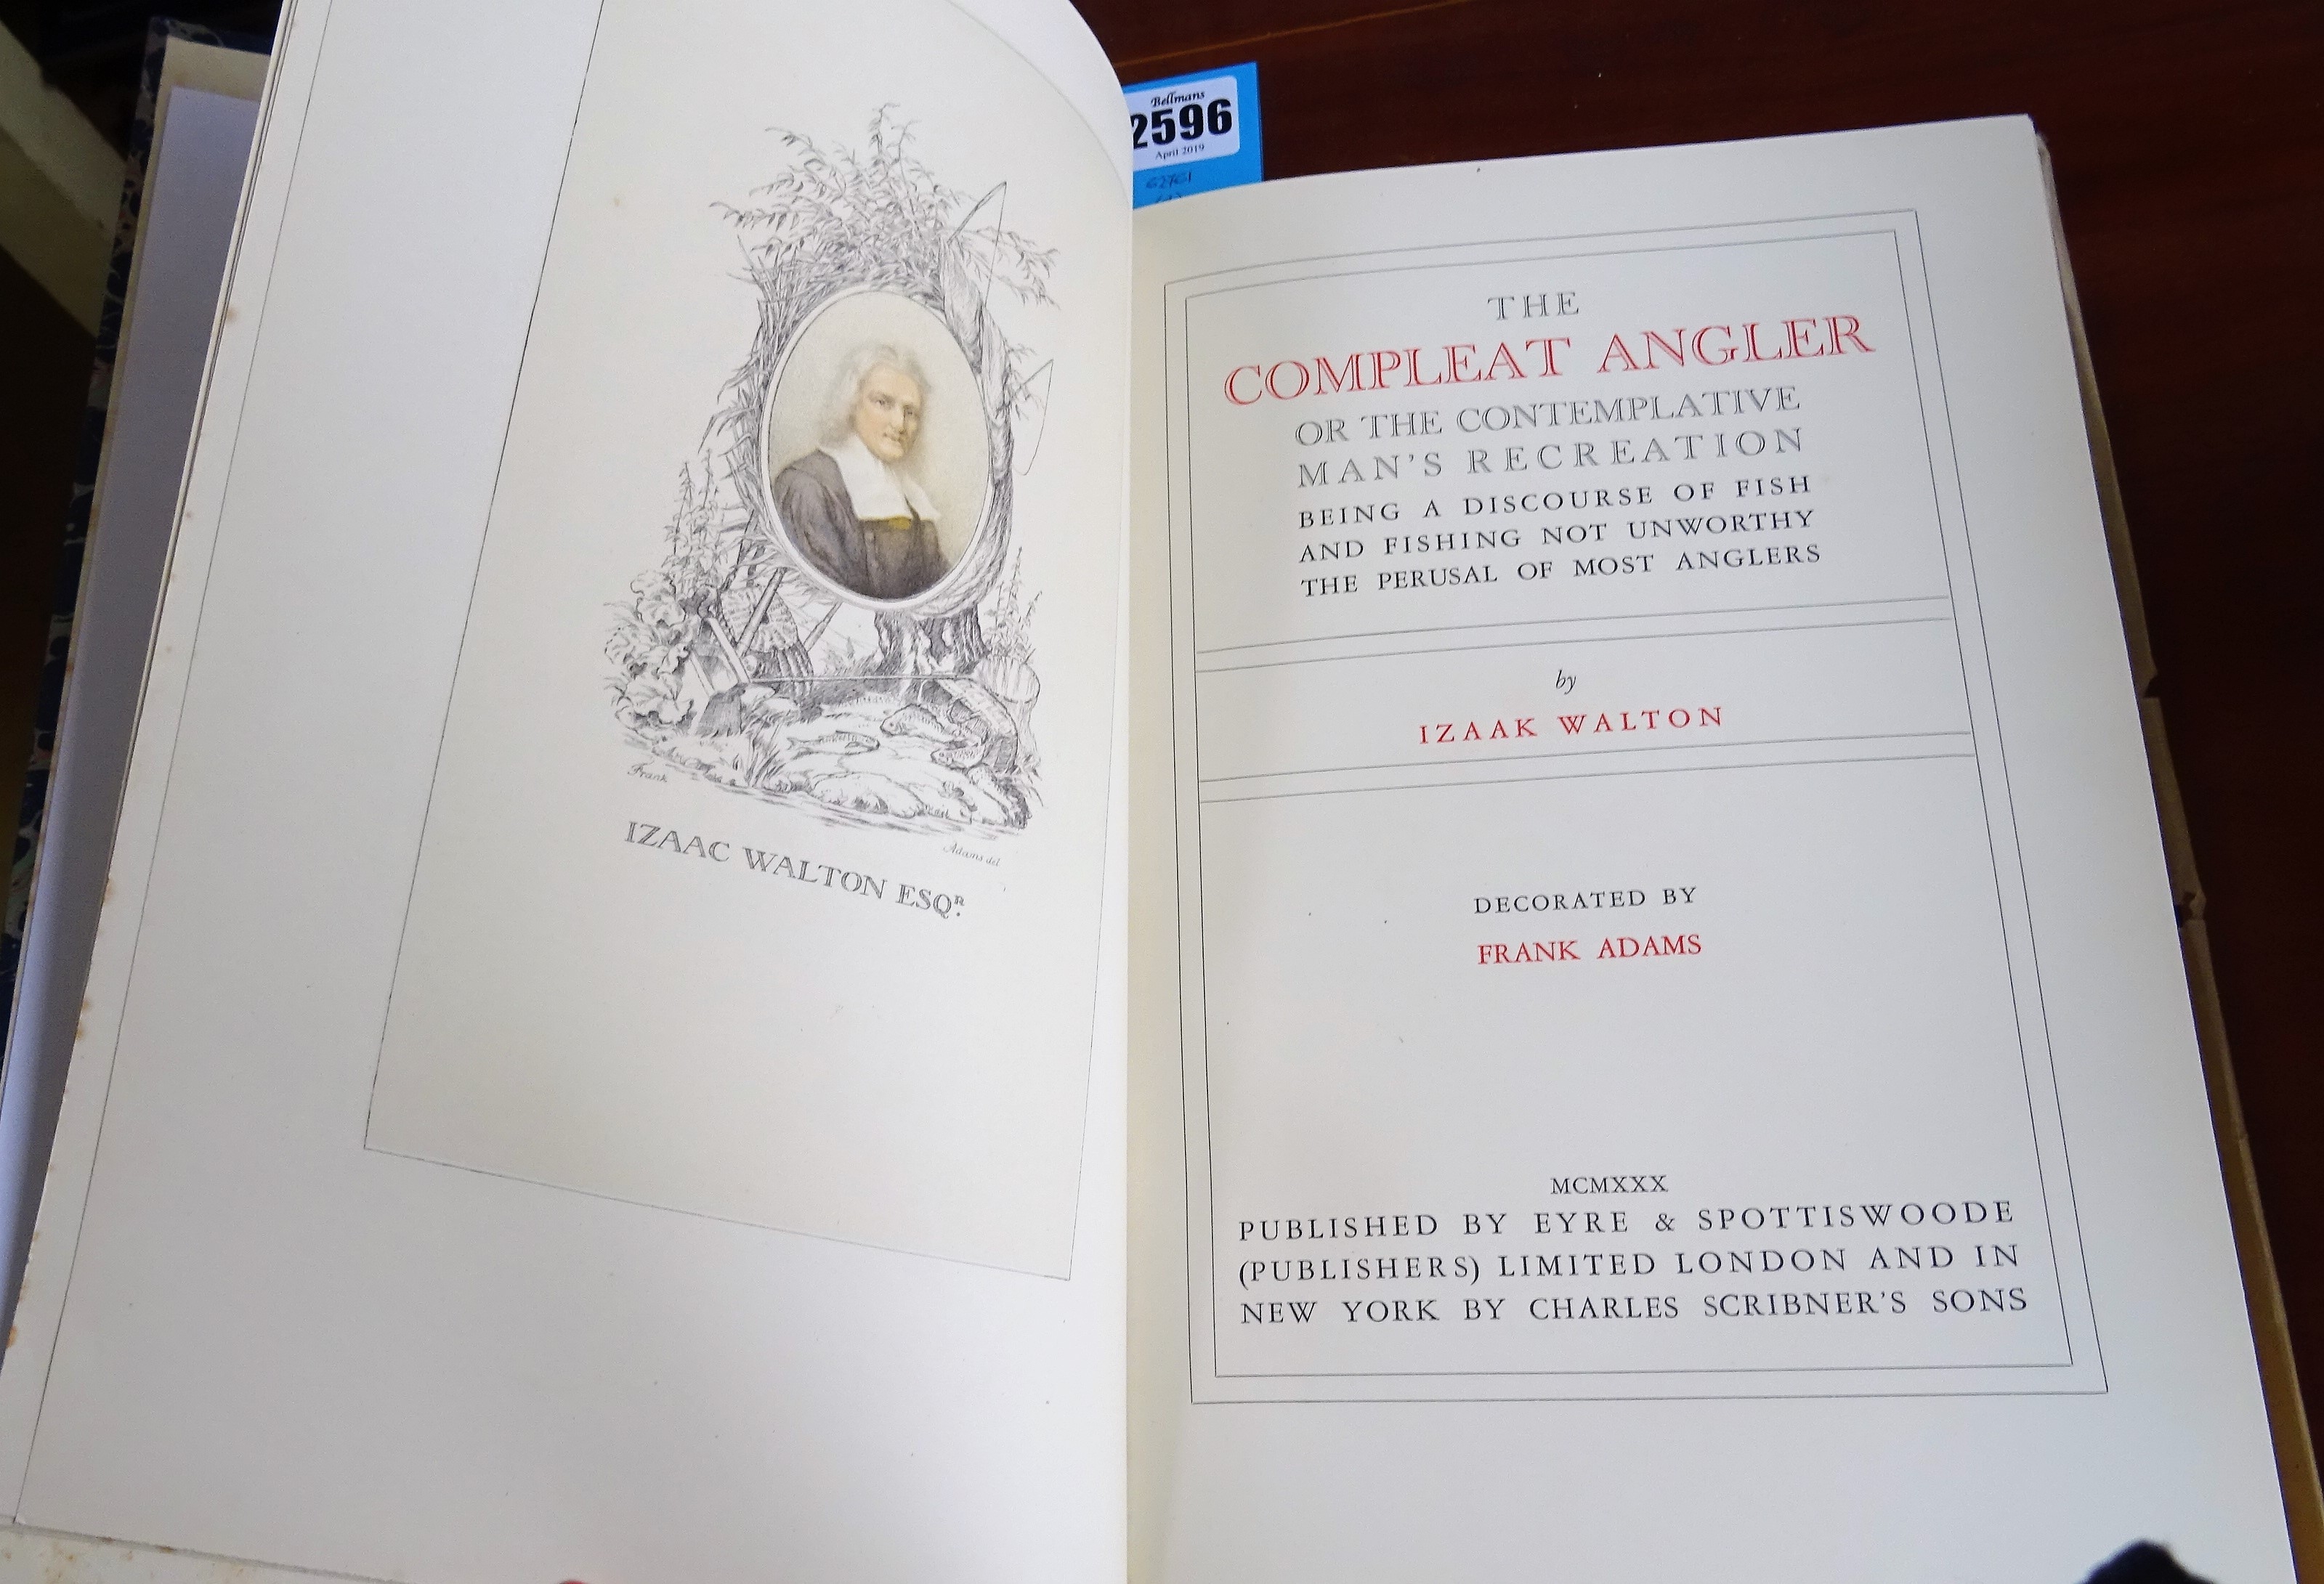 Bellmans
2596
April 2019
Frank
Adams del
IZAAC WALTON ESQR.
THE
COMPLEAT ANGLER
OR THE CONTEMPLATIVE
MAN'S RECREATION
BEING A DISCOURSE OF FISH
AND FISHING NOT UNWORTHY
THE PERUSAL OF MOST ANGLERS
by
IZAAK WALTON
DECORATED BY
FRANK ADAMS
MCMXXX
PUBLISHED BY EYRE & SPOTTISWOODE
(PUBLISHERS) LIMITED LONDON AND IN
NEW YORK BY CHARLES SCRIBNER'S SONS